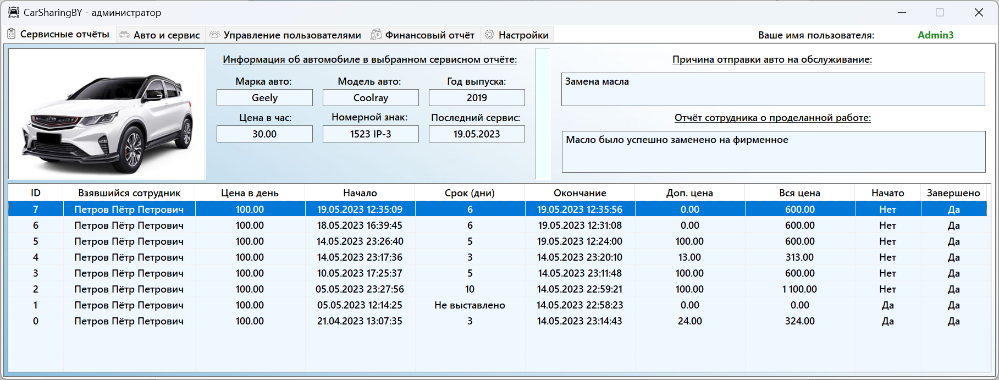 CarSharingBY - администратор
Сервисные отчёты Авто и сервис Управление пользователями Финансовый отчёт Настройки Ваше имя пользователя: Admin3
Информация об автомобиле в выбранном сервисном отчёте:
Марка авто: Модель авто: Год выпуска:
Geely Coolray 2019
Цена в час: Номерной знак: Последний сервис:
30.00 1523 IP-3 19.05.2023
Причина отправки авто на обслуживание:
Замена масла
Отчёт сотрудника о проделанной работе:
Масло было успешно заменено на фирменное
ID Взявшийся сотрудник Цена в день Начало Срок (дни) Окончание Доп. цена Вся цена Начато Завершено
7 Петров Пётр Петрович 100.00 19.05.2023 12:35:09 6 19.05.2023 12:35:56 0.00 600.00 Нет Да
6 Петров Пётр Петрович 100.00 18.05.2023 16:39:45 6 19.05.2023 12:31:08 0.00 600.00 Нет Да
5 Петров Пётр Петрович 100.00 14.05.2023 23:26:40 5 19.05.2023 12:24:00 100.00 600.00 Нет Да
4 Петров Пётр Петрович 100.00 14.05.2023 23:17:36 3 14.05.2023 23:20:10 13.00 313.00 Нет Да
3 Петров Пётр Петрович 100.00 10.05.2023 17:25:37 5 14.05.2023 23:11:48 100.00 600.00 Нет Да
2 Петров Пётр Петрович 100.00 05.05.2023 23:27:56 10 14.05.2023 22:59:21 100.00 1 100.00 Нет Да
1 Петров Пётр Петрович 100.00 05.05.2023 12:14:25 Не выставлено 14.05.2023 22:58:23 0.00 0.00 Да Да
0 Петров Пётр Петрович 100.00 21.04.2023 13:07:35 3 14.05.2023 23:14:43 24.00 324.00 Да Да